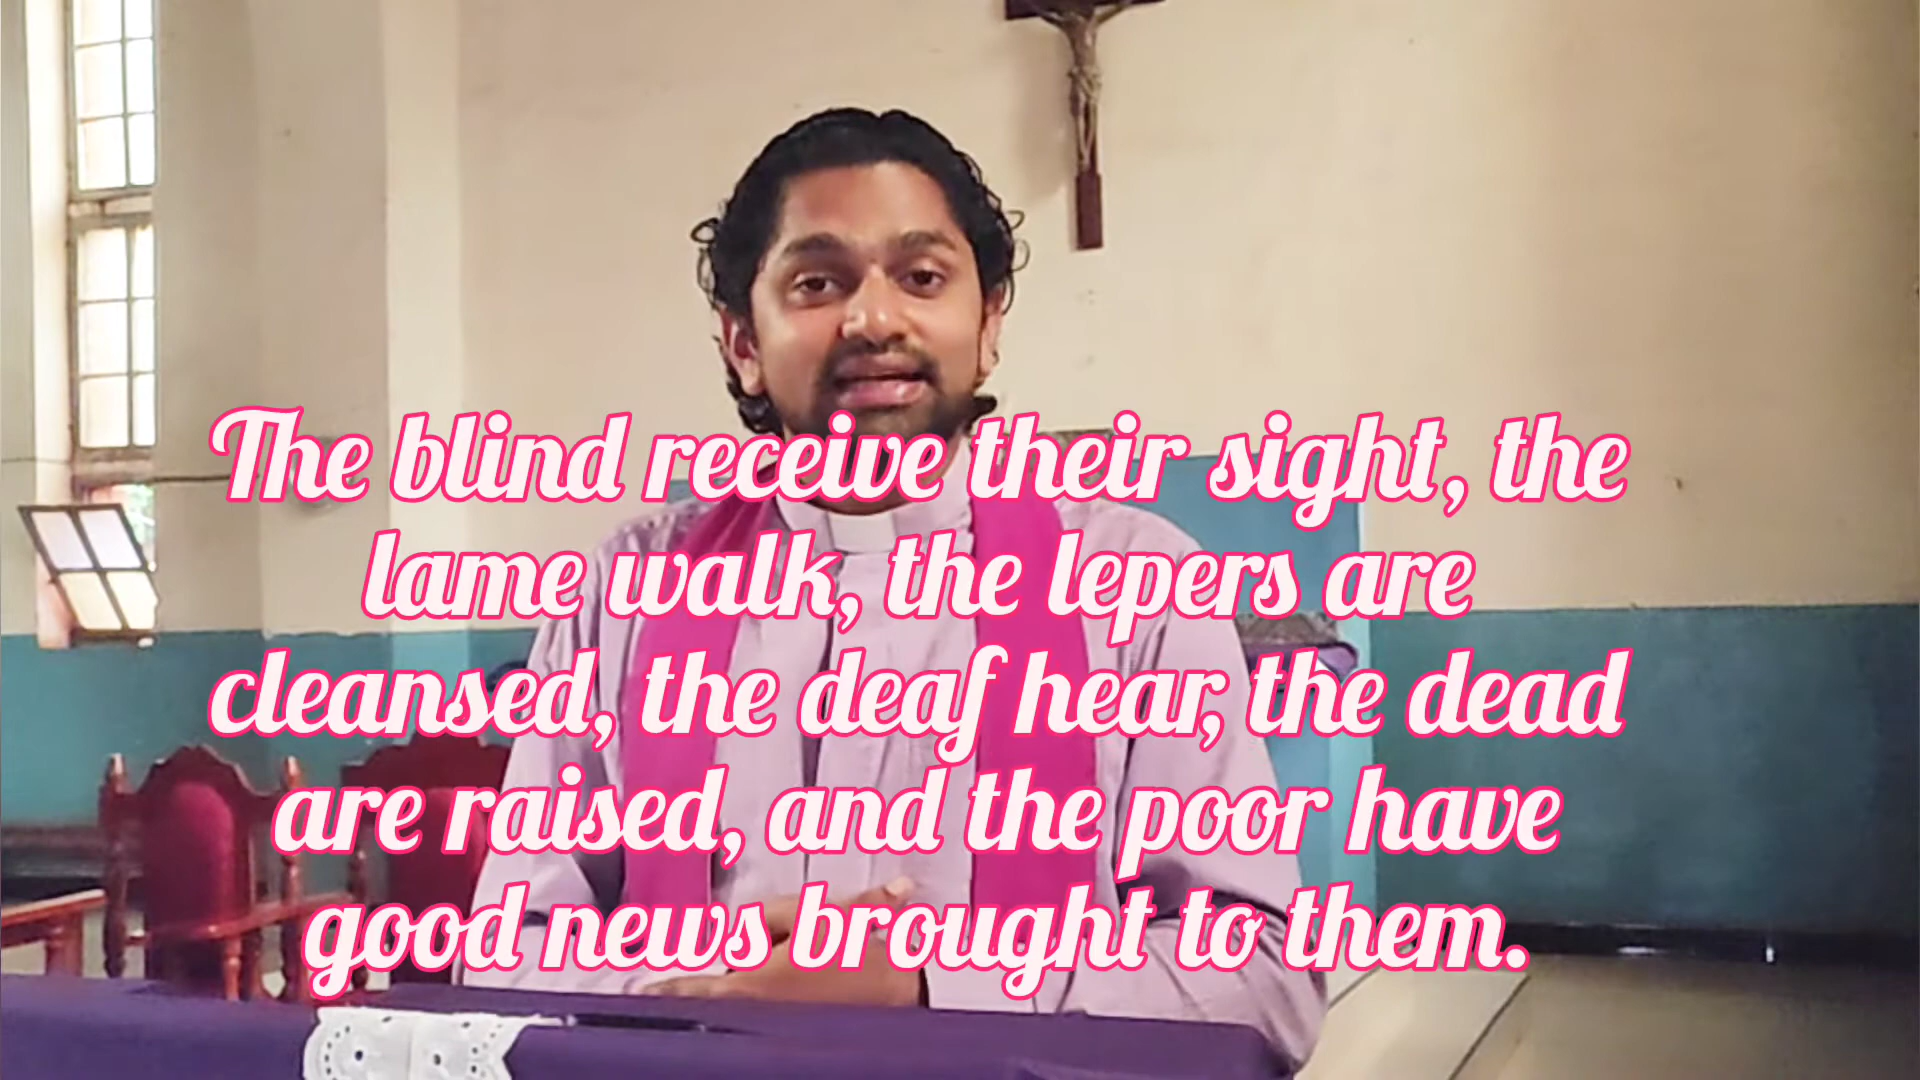 The blind receive their sight, the
lame walk, the lepers are
cleansed, the deaf hear, the dead
are raised, and the poor have
good news brought to them.